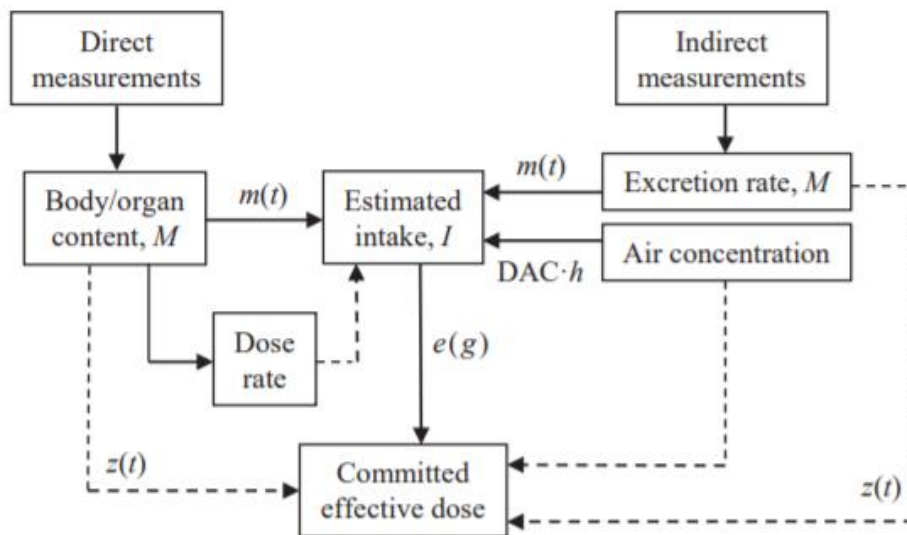 Direct
measurements
Indirect
measurements
Body/organ
content, M
m(t)
Estimated
intake, I
m(t)
Excretion rate, M
Air concentration
DAC·h
Dose
rate
e(g)
z(t)
Committed
effective dose
z(t)